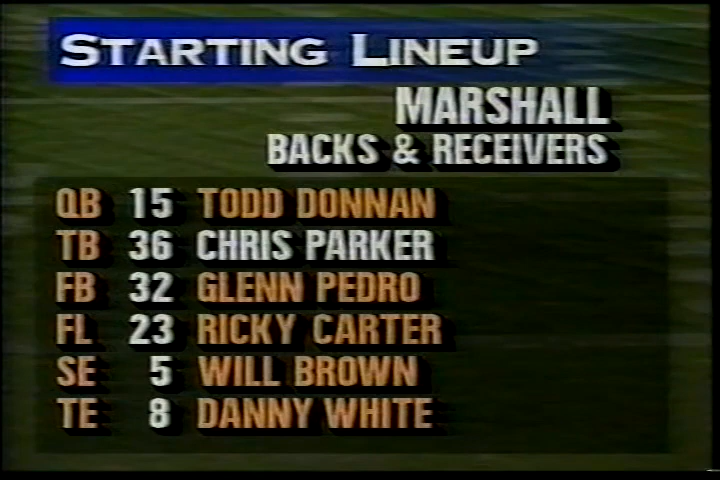 STARTING LINEUP
MARSHALL
BACKS & RECEIVERS
QB 15 TODD DONNAN
TB 36 CHRIS PARKER
FB 32 GLENN PEDRO
FL 23 RICKY CARTER
SE 5 WILL BROWN
TE 8 DANNY WHITE